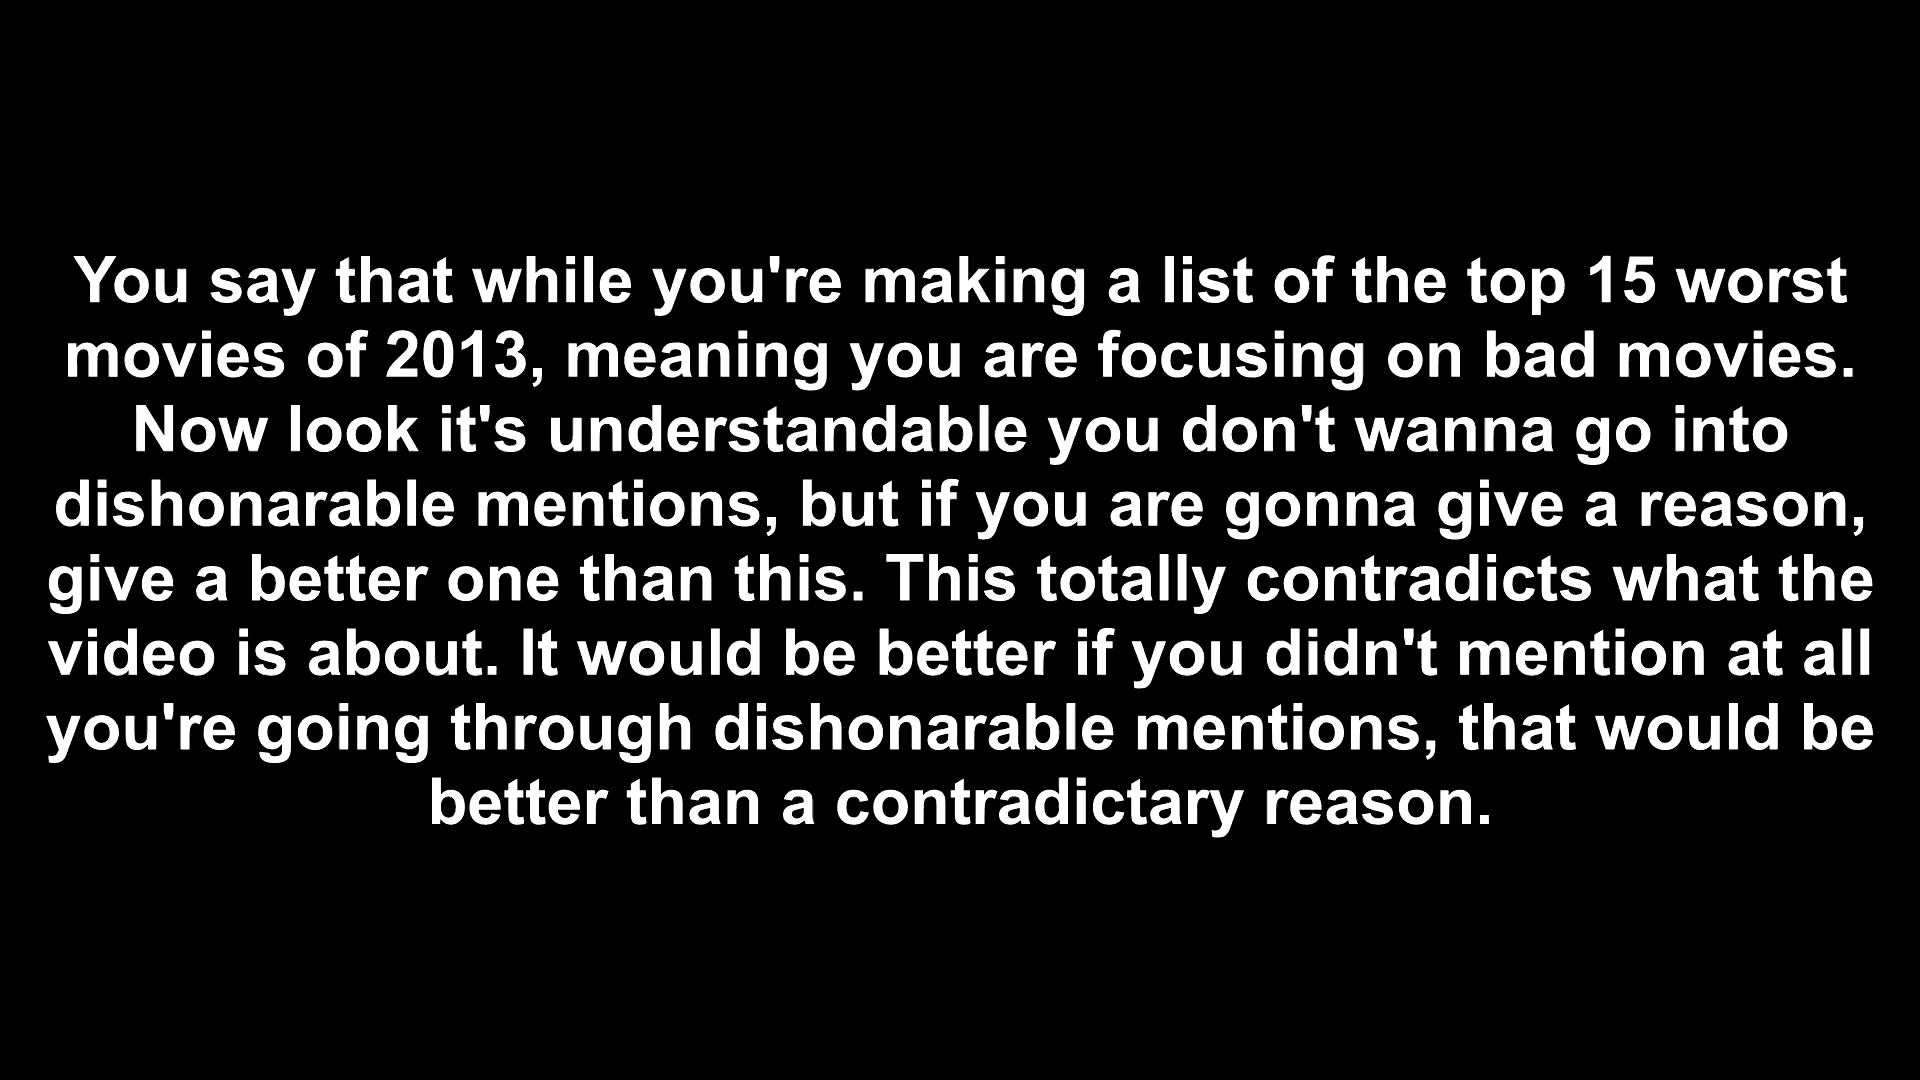 You say that while you're making a list of the top 15 worst
movies of 2013, meaning you are focusing on bad movies.
Now look it's understandable you don't wanna go into
dishonarable mentions, but if you are gonna give a reason,
give a better one than this. This totally contradicts what the
video is about. It would be better if you didn't mention at all
you're going through dishonarable mentions, that would be
better than a contradictary reason.